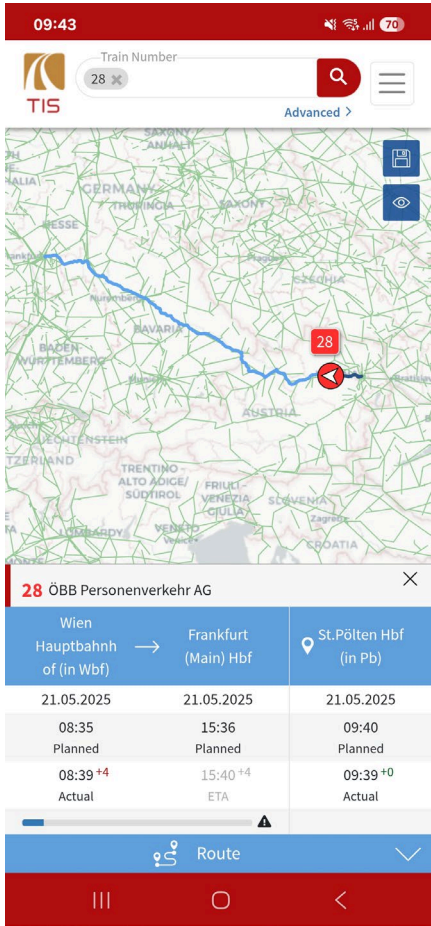 09:43
70
TIS
Train Number
28
Advanced >
SAXONY-
ANHALT
GERMANY
THURINGIA
SAXONY
HESSE
Prague
CZECHIA
Nuremberg
BAVARIA
BADEN-
WÜRTTEMBERG
Munich
28
Bratislav
AUSTRIA
LIECHTENSTEIN
TZERLAND
TRENTINO -
ALTO ADIGE/
SÜDTIROL
FRIULI -
VENEZIA
GIULIA
SLOVENIA
Zagreb
LOMBARDY
VENETO
Venice
CROATIA
28 ÖBB Personenverkehr AG
Wien
Hauptbahnh
of (in Wbf)
Frankfurt
(Main) Hbf
St.Pölten Hbf
(in Pb)
21.05.2025
21.05.2025
21.05.2025
08:35
15:36
09:40
Planned
Planned
Planned
08:39 +4
15:40 +4
09:39 +0
Actual
ETA
Actual
Route